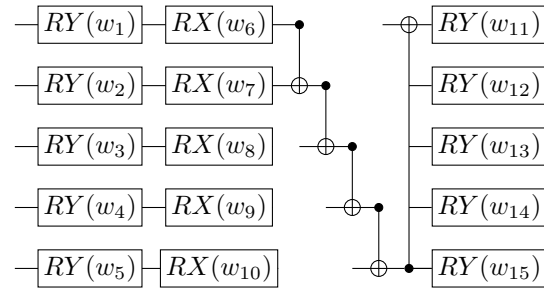 RY(w₁) RX(w₆) RY(w₁₁)
RY(w₂) RX(w₇) RY(w₁₂)
RY(w₃) RX(w₈) RY(w₁₃)
RY(w₄) RX(w₉) RY(w₁₄)
RY(w₅) RX(w₁₀) RY(w₁₅)